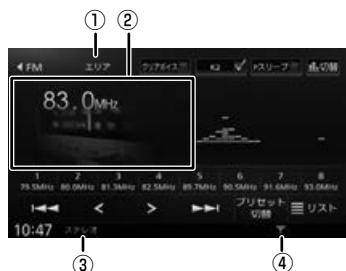 ① ②
◀ FM エリア クリアボイス K2 Pスリープ 切替
83.0MHz
1 2 3 4 5 6 7 8
79.5MHz 80.0MHz 81.3MHz 82.5MHz 89.7MHz 90.5MHz 91.6MHz 93.0MHz
プリセット
切替 リスト
10:47 ステレオ
③ ④